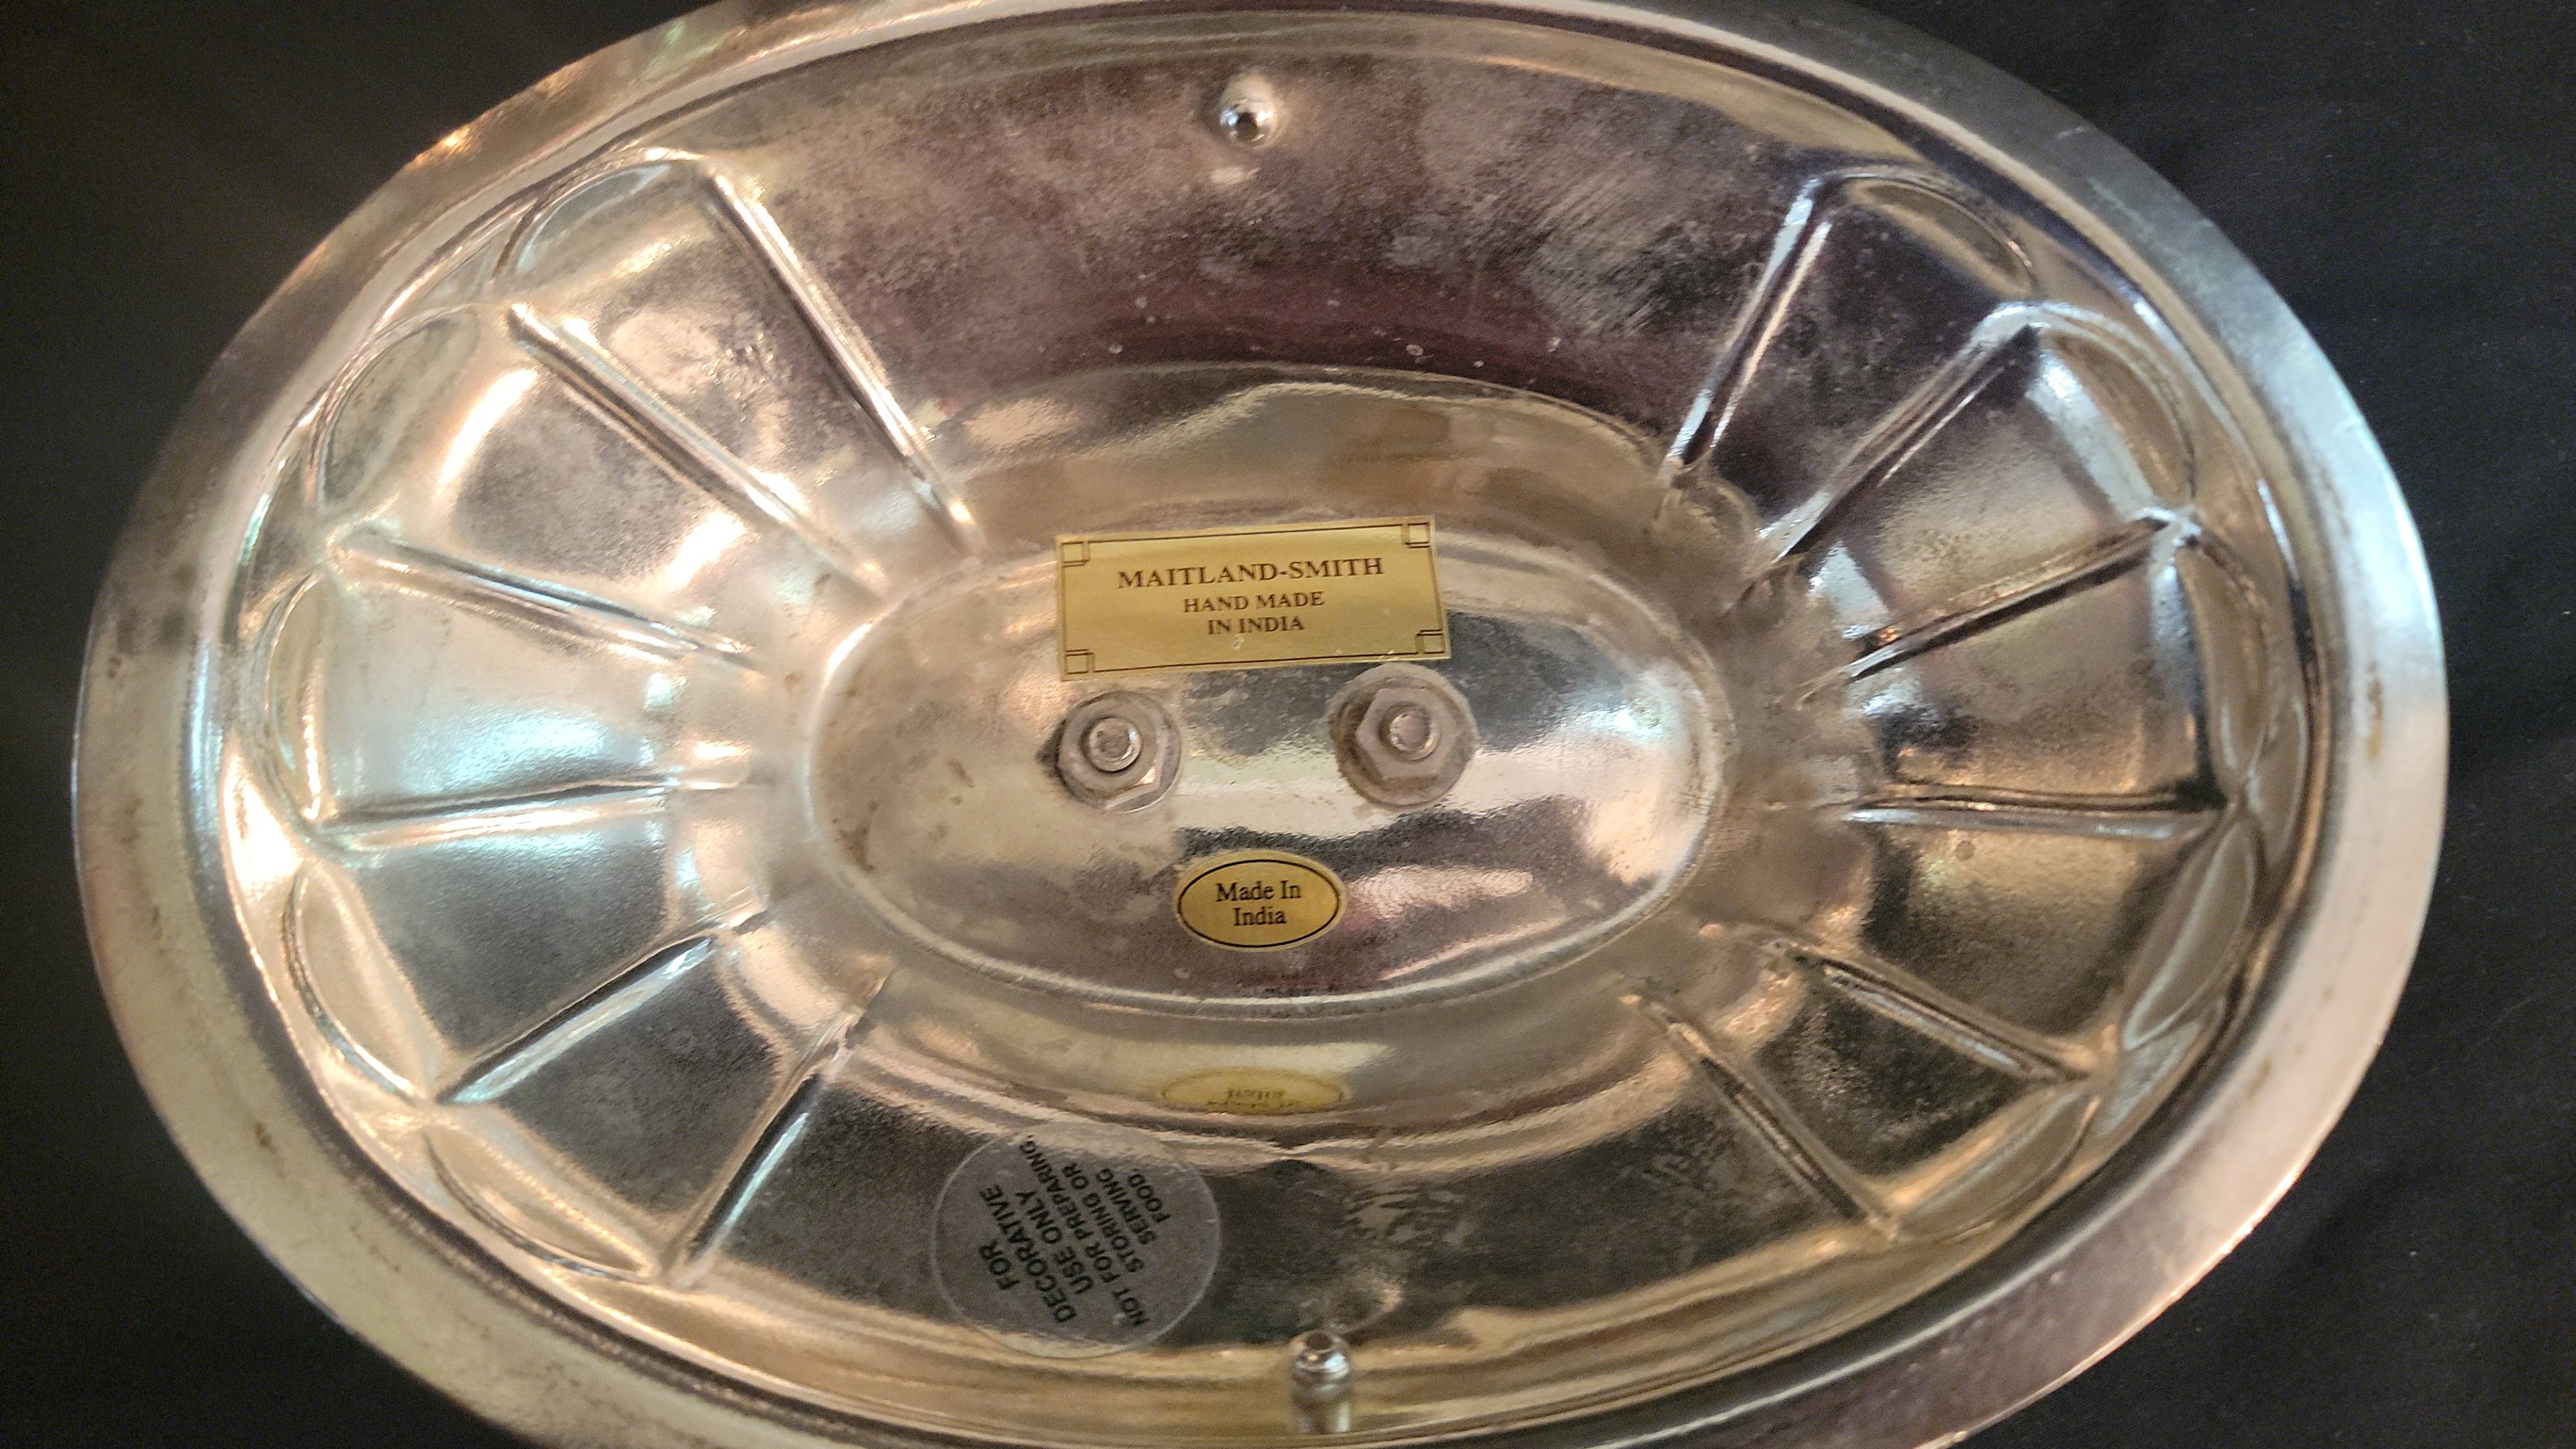 MAITLAND-SMITH
HAND MADE
IN INDIA
Made In
India
FOR
DECORATIVE
USE ONLY
NOT FOR PREPARING,
STORING OR
SERVING
FOOD.